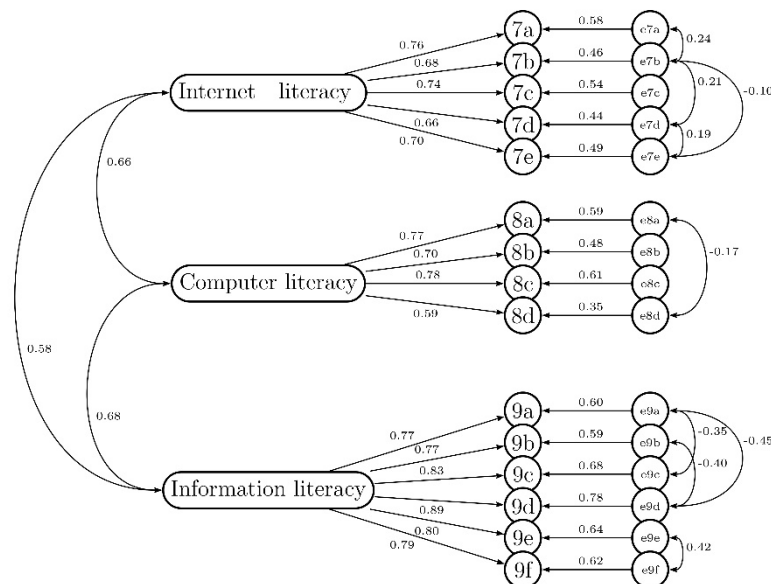 7a 0.58 e7a
0.76 0.24
0.68 7b 0.46 e7b
Internet literacy 0.74 7c 0.54 e7c 0.21 -0.10
7d 0.44 e7d
0.66 0.19
0.70 7e 0.49 e7e
0.66
8a 0.59 e8a
0.77
0.70 8b 0.48 e8b -0.17
Computer literacy 0.78 8c 0.61 e8c
0.59 8d 0.35 e8d
0.58
0.68
9a 0.60 e9a
0.77 -0.35
0.77 9b 0.59 e9b -0.45
0.83 9c 0.68 e9c -0.40
Information literacy
9d 0.78 e9d
0.89
0.80 9e 0.64 e9e
0.79 0.42
9f 0.62 e9f